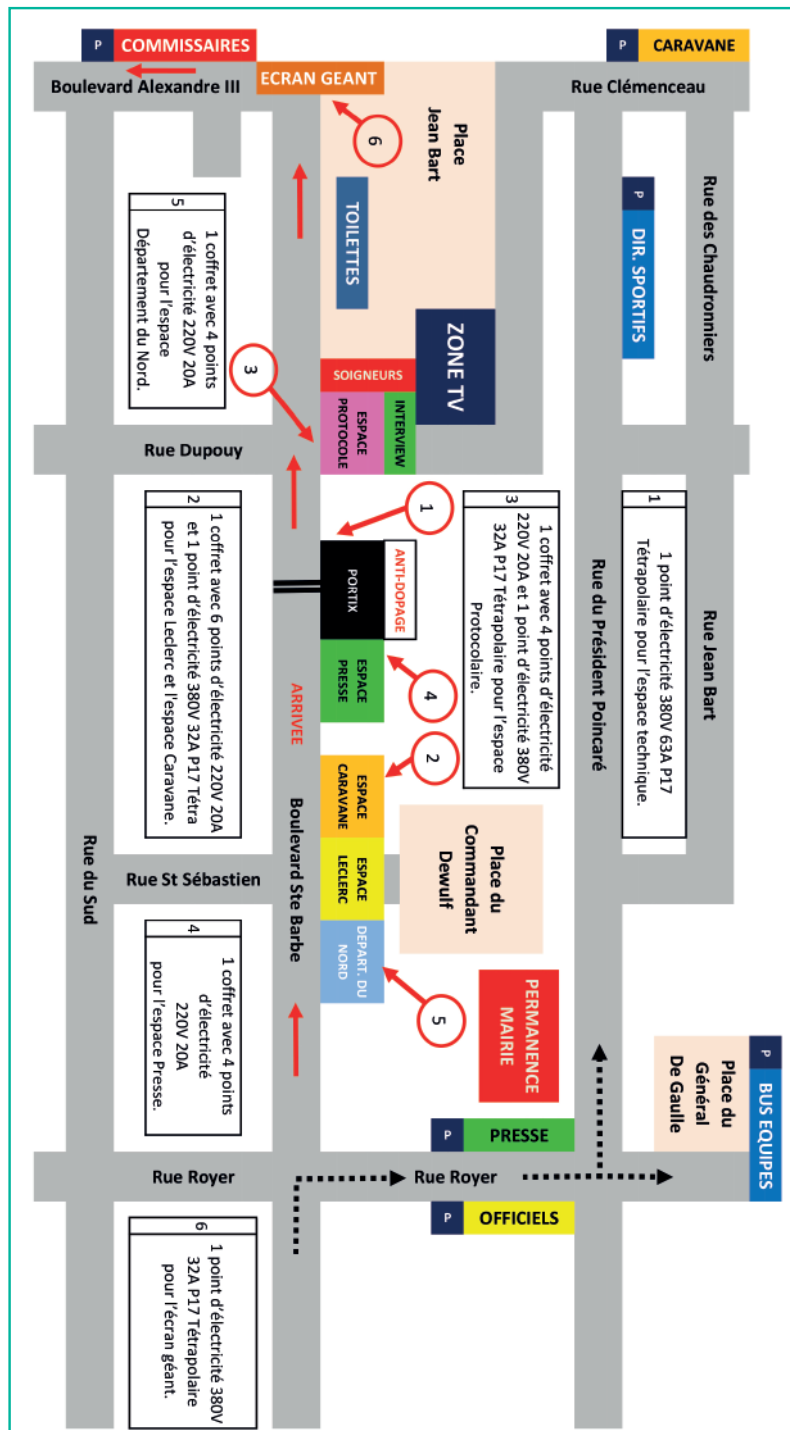 P
COMMISSAIRES
P
CARAVANE
Boulevard Alexandre III
ECRAN GEANT
Rue Clémenceau
6
Place
Jean Bart
TOILETTES
P
DIR. SPORTIFS
Rue des Chaudronniers
5
1 coffret avec 4 points
d'électricité 220V 20A
pour l'espace
Département du Nord.
3
ZONE TV
SOIGNEURS
ESPACE
PROTOCOLE
INTERVIEW
Rue Dupouy
2
1 coffret avec 6 points d'électricité 220V 20A
et 1 point d'électricité 380V 32A P17 Tétra
pour l'espace Leclerc et l'espace Caravane.
1
PORTIX
ANTI-DOPAGE
3
1 coffret avec 4 points d'électricité
220V 20A et 1 point d'électricité 380V
32A P17 Tétrapolaire pour l'espace
Protocolaire.
1
1 point d'électricité 380V 63A P17
Tétrapolaire pour l'espace technique.
Rue du Président Poincaré
Rue Jean Bart
ESPACE
PRESSE
4
ARRIVEE
2
ESPACE
CARAVANE
ESPACE
LECLERC
Place du
Commandant
Dewulf
Boulevard Ste Barbe
Rue du Sud
Rue St Sébastien
DEPART. DU
NORD
5
4
1 coffret avec 4 points
d'électricité
220V 20A
pour l'espace Presse.
PERMANENCE
MAIRIE
P
BUS EQUIPES
Place du
Général
De Gaulle
P
PRESSE
Rue Royer
Rue Royer
P
OFFICIELS
6
1 point d'électricité 380V
32A P17 Tétrapolaire
pour l'écran géant.